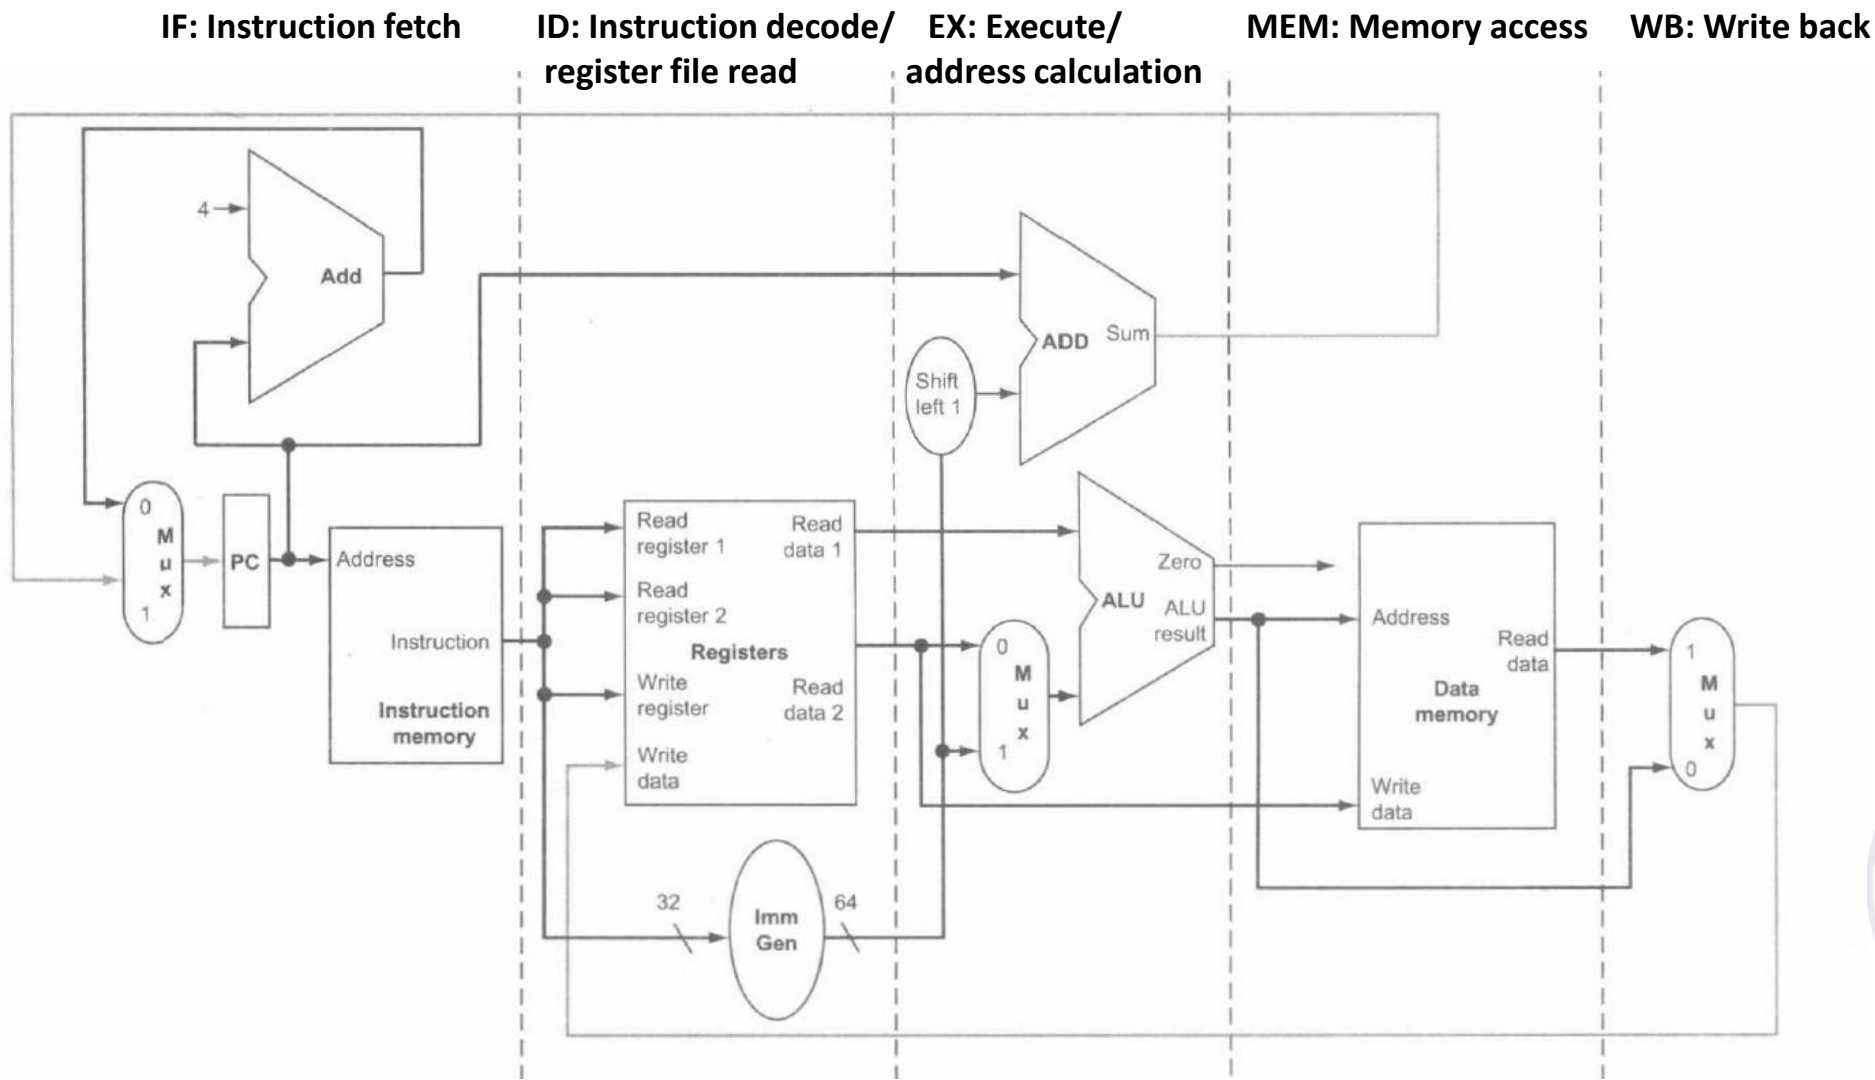 IF: Instruction fetch
ID: Instruction decode/
register file read
EX: Execute/
address calculation
MEM: Memory access
WB: Write back
4
Add
ADD
Sum
Shift
left 1
0
M
u
x
1
PC
Address
Instruction
Instruction
memory
Read
register 1
Read
data 1
Read
register 2
Registers
Write
register
Read
data 2
Write
data
32
Imm
Gen
64
0
M
u
x
1
Zero
ALU
ALU
result
Address
Read
data
Data
memory
Write
data
1
M
u
x
0